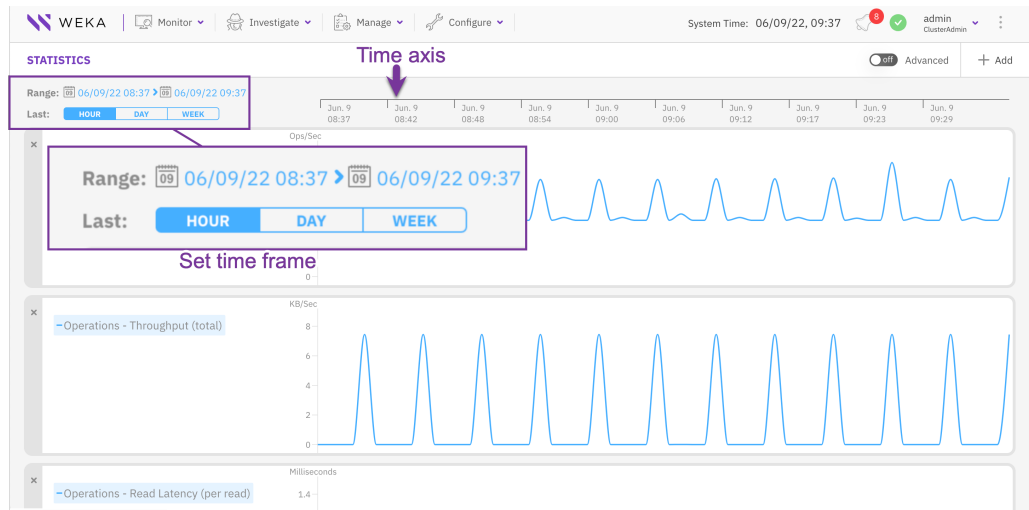 WEKA Monitor Investigate Manage Configure System Time: 06/09/22, 09:37 8 admin
ClusterAdmin
STATISTICS Time axis off Advanced + Add
Range: 09 06/09/22 08:37 > 09 06/09/22 09:37
Last: HOUR DAY WEEK
Jun. 9 Jun. 9 Jun. 9 Jun. 9 Jun. 9 Jun. 9 Jun. 9 Jun. 9 Jun. 9 Jun. 9
08:37 08:42 08:48 08:54 09:00 09:06 09:12 09:17 09:23 09:29
× Ops/Sec
Range: 09 06/09/22 08:37 > 09 06/09/22 09:37
Last: HOUR DAY WEEK
Set time frame
0
× KB/Sec
Operations - Throughput (total) 8
6
4
2
0
× Milliseconds
Operations - Read Latency (per read) 1.4